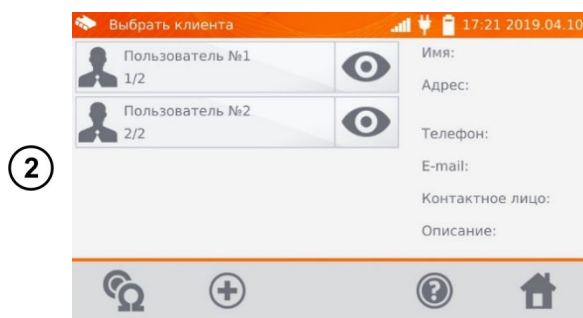 Выбрать клиента
17:21 2019.04.10
Пользователь №1
1/2
Пользователь №2
2/2
Имя:
Адрес:
Телефон:
E-mail:
Контактное лицо:
Описание:
2